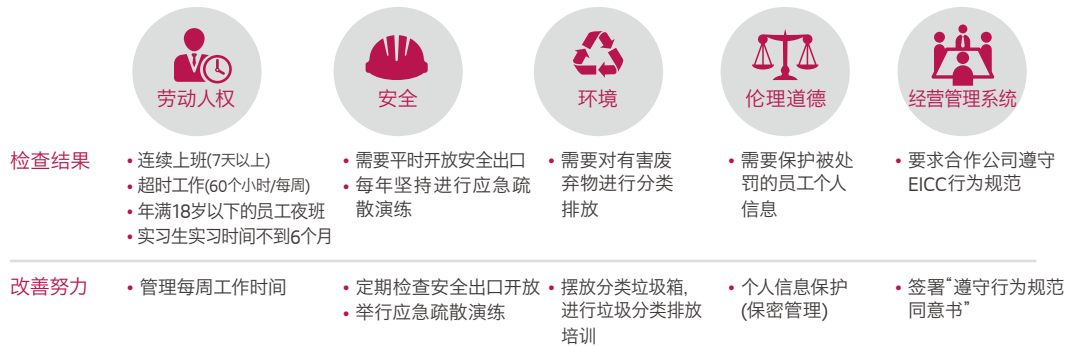 劳动人权
安全
环境
伦理道德
经营管理系统
检查结果
• 连续上班(7天以上)
• 超时工作(60个小时/每周)
• 年满18岁以下的员工夜班
• 实习生实习时间不到6个月
• 需要平时开放安全出口
• 每年坚持进行应急疏
散演练
• 需要对有害废
弃物进行分类
排放
• 需要保护被处
罚的员工个人
信息
• 要求合作公司遵守
EICC行为规范
改善努力
• 管理每周工作时间
• 定期检查安全出口开放
• 举行应急疏散演练
• 摆放分类垃圾箱,
进行垃圾分类排放
培训
• 个人信息保护
(保密管理)
• 签署“遵守行为规范
同意书”